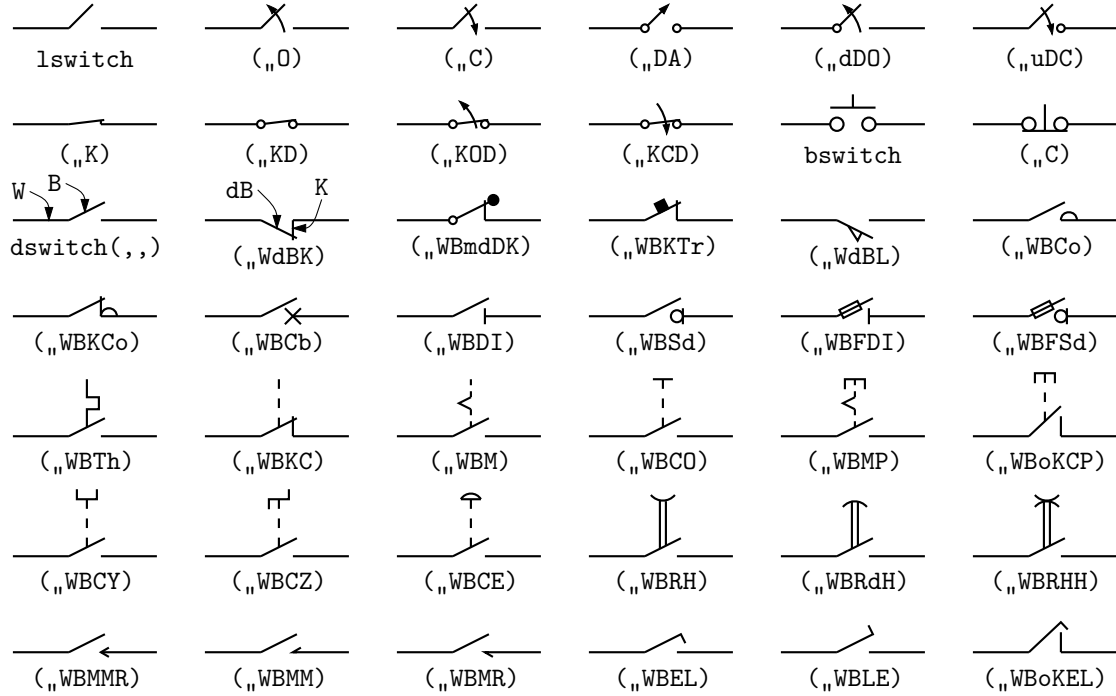 lswitch
(„O)
(„C)
(„DA)
(„dDO)
(„uDC)
(„K)
(„KD)
(„KOD)
(„KCD)
bswitch
(„C)
W
B
dB
K
dswitch(,,)
(„WdBK)
(„WBmdDK)
(„WBKTr)
(„WdBL)
(„WBCo)
(„WBKCo)
(„WBCb)
(„WBDI)
(„WBSd)
(„WBFDI)
(„WBFSd)
(„WBTh)
(„WBKC)
(„WBM)
(„WBCO)
(„WBMP)
(„WBoKCP)
(„WBCY)
(„WBCZ)
(„WBCE)
(„WBRH)
(„WBRdH)
(„WBRHH)
(„WBMMR)
(„WBMM)
(„WBMR)
(„WBEL)
(„WBLE)
(„WBoKEL)